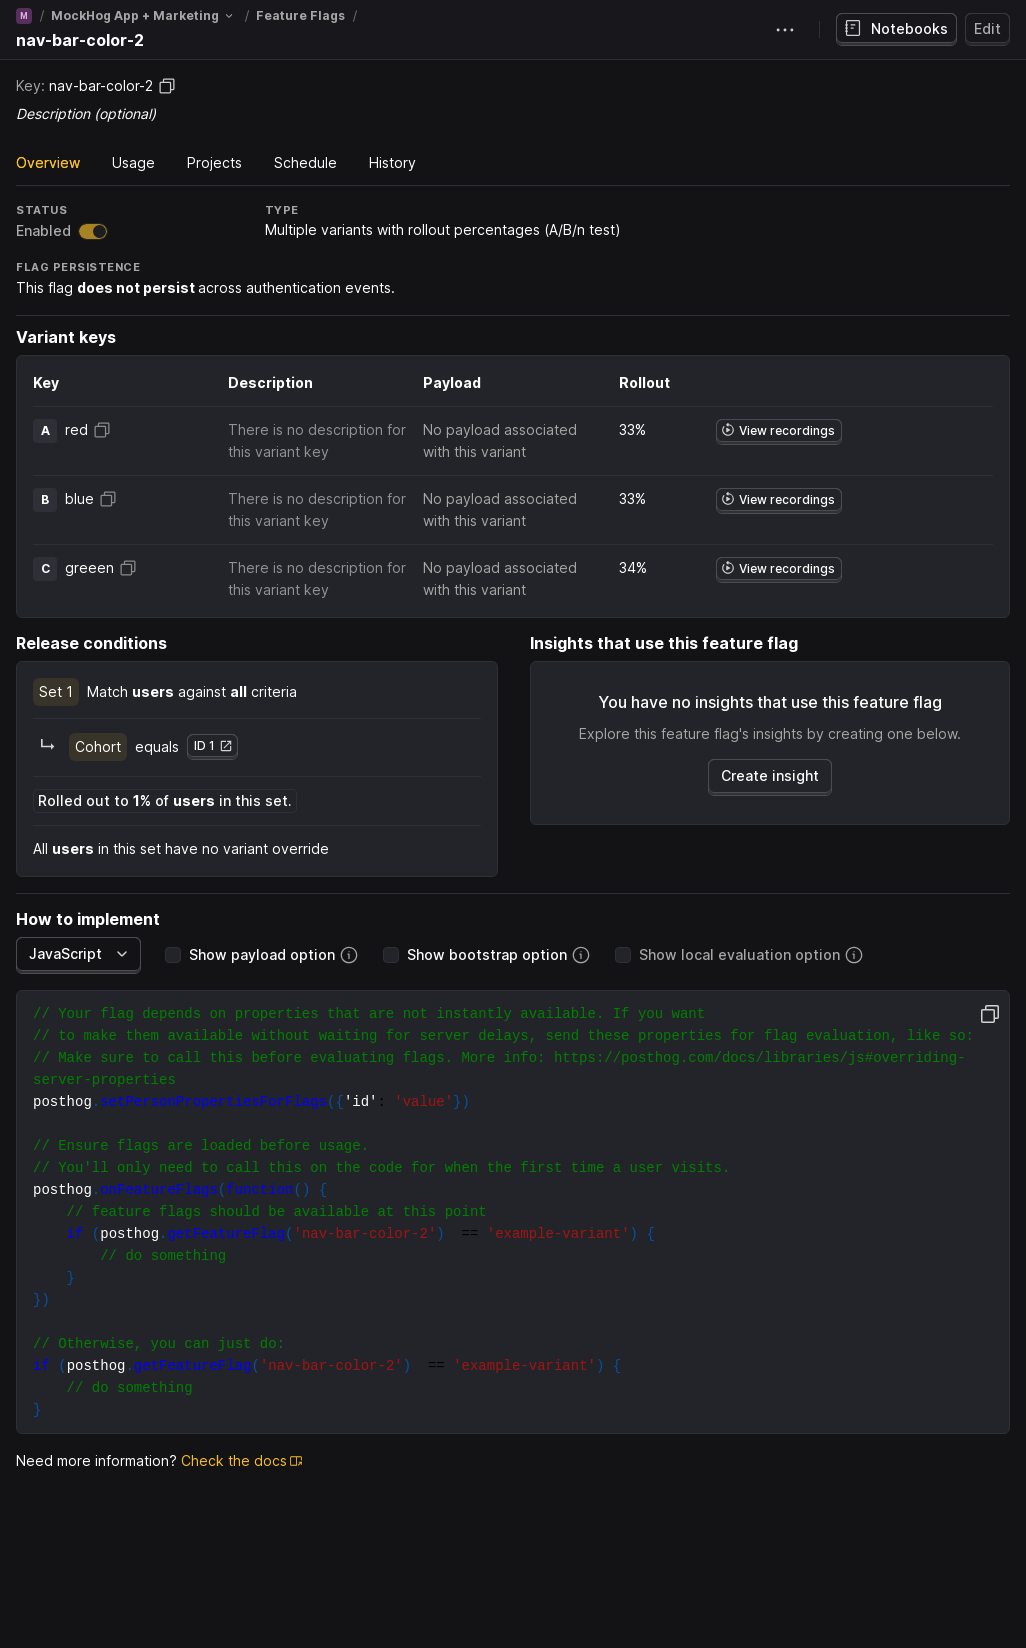 M / MockHog App + Marketing / Feature Flags /
nav-bar-color-2
Notebooks
Edit
Key: nav-bar-color-2
Description (optional)
Overview Usage Projects Schedule History
STATUS
Enabled
TYPE
Multiple variants with rollout percentages (A/B/n test)
FLAG PERSISTENCE
This flag does not persist across authentication events.
Variant keys
Key Description Payload Rollout
A red There is no description for this variant key No payload associated with this variant 33% View recordings
B blue There is no description for this variant key No payload associated with this variant 33% View recordings
C greeen There is no description for this variant key No payload associated with this variant 34% View recordings
Release conditions
Set 1 Match users against all criteria
Cohort equals ID 1
Rolled out to 1% of users in this set.
All users in this set have no variant override
Insights that use this feature flag
You have no insights that use this feature flag
Explore this feature flag's insights by creating one below.
Create insight
How to implement
JavaScript Show payload option Show bootstrap option Show local evaluation option
// Your flag depends on properties that are not instantly available. If you want
// to make them available without waiting for server delays, send these properties for flag evaluation, like so:
// Make sure to call this before evaluating flags. More info: https://posthog.com/docs/libraries/js#overriding-
server-properties
posthog.setPersonPropertiesForFlags({'id': 'value'})
// Ensure flags are loaded before usage.
// You'll only need to call this on the code for when the first time a user visits.
posthog.onFeatureFlags(function() {
    // feature flags should be available at this point
    if (posthog.getFeatureFlag('nav-bar-color-2')  == 'example-variant') {
        // do something
    }
})
// Otherwise, you can just do:
if (posthog.getFeatureFlag('nav-bar-color-2')  == 'example-variant') {
    // do something
}
Need more information? Check the docs